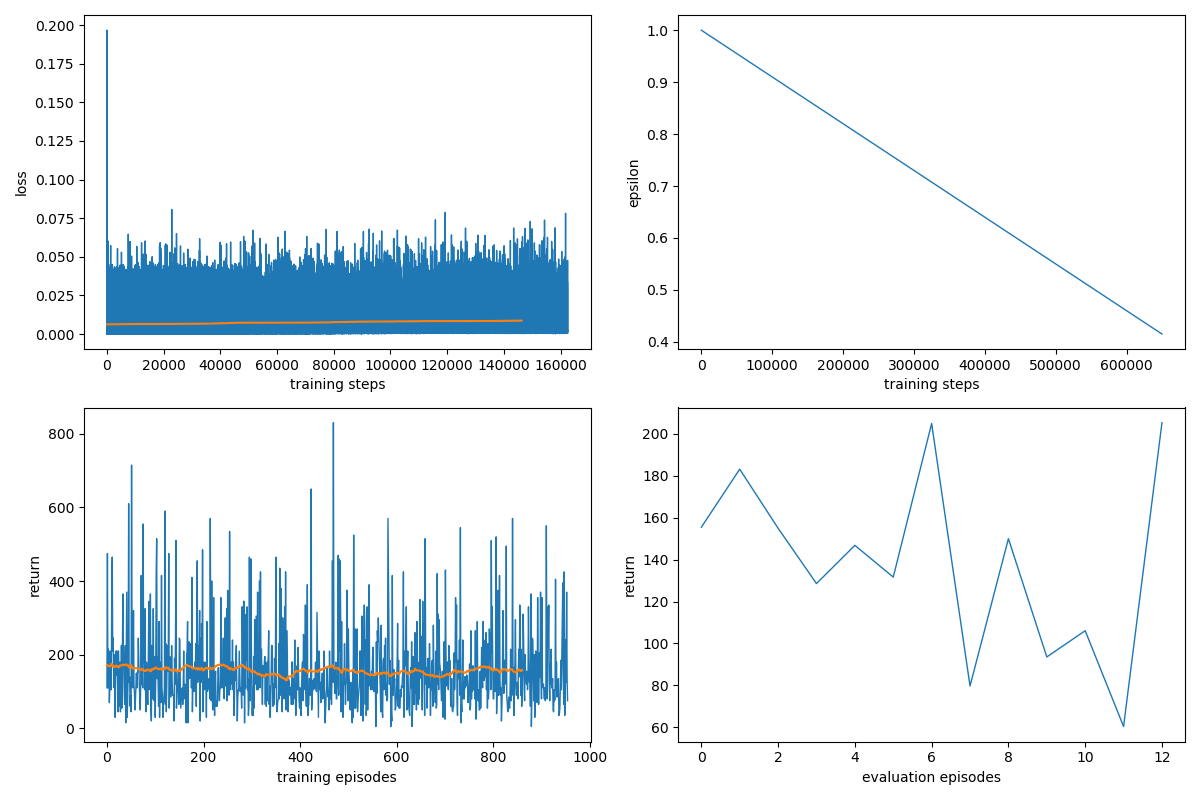 0.200
0.175
0.150
0.125
0.100
0.075
0.050
0.025
0.000
loss
0 20000 40000 60000 80000 100000 120000 140000 160000
training steps
1.0
0.9
0.8
0.7
0.6
0.5
0.4
epsilon
0 100000 200000 300000 400000 500000 600000
training steps
800
600
400
200
0
return
0 200 400 600 800 1000
training episodes
200
180
160
140
120
100
80
60
return
0 2 4 6 8 10 12
evaluation episodes